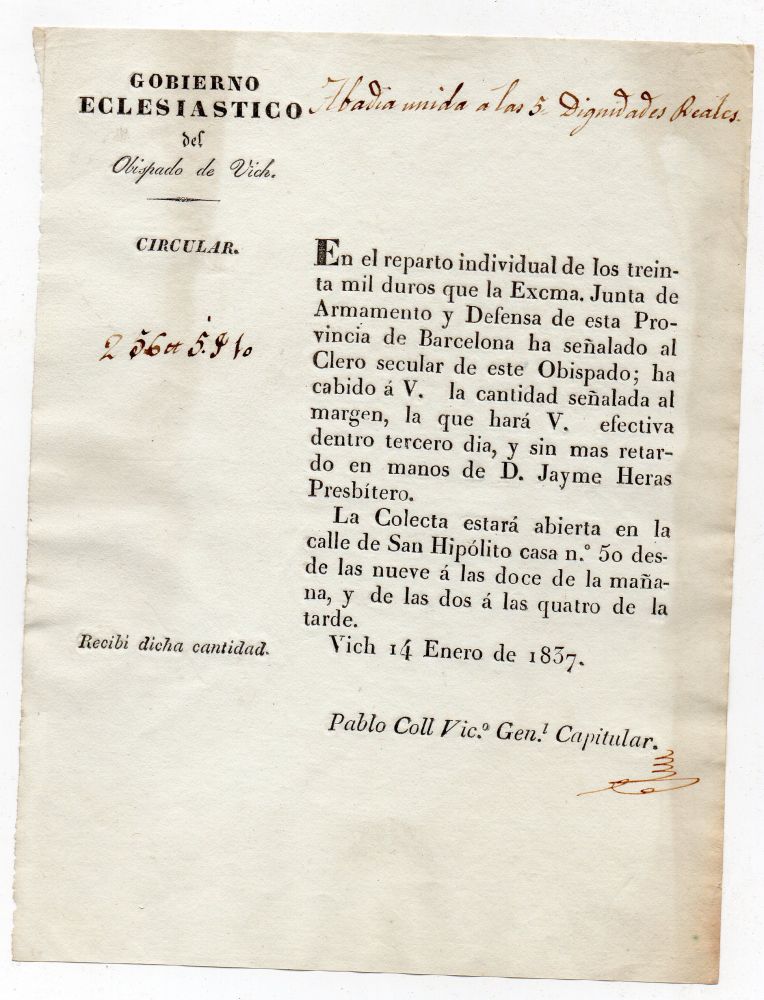 GOBIERNO
ECLESIASTICO
del
Obispado de Vich.
Abadia unida a las 5. Dignidades Reales.
CIRCULAR.
En el reparto individual de los trein-
ta mil duros que la Excma. Junta de
Armamento y Defensa de esta Pro-
vincia de Barcelona ha señalado al
Clero secular de este Obispado; ha
cabido á V. la cantidad señalada al
margen, la que hará V. efectiva
dentro tercero dia, y sin mas retar-
do en manos de D. Jayme Heras
Presbítero.
La Colecta estará abierta en la
calle de San Hipólito casa n.º 50 des-
de las nueve á las doce de la maña-
na, y de las dos á las quatro de la
tarde.
Recibí dicha cantidad.
Vich 14 Enero de 1837.
Pablo Coll Vic.º Gen.l Capitular.